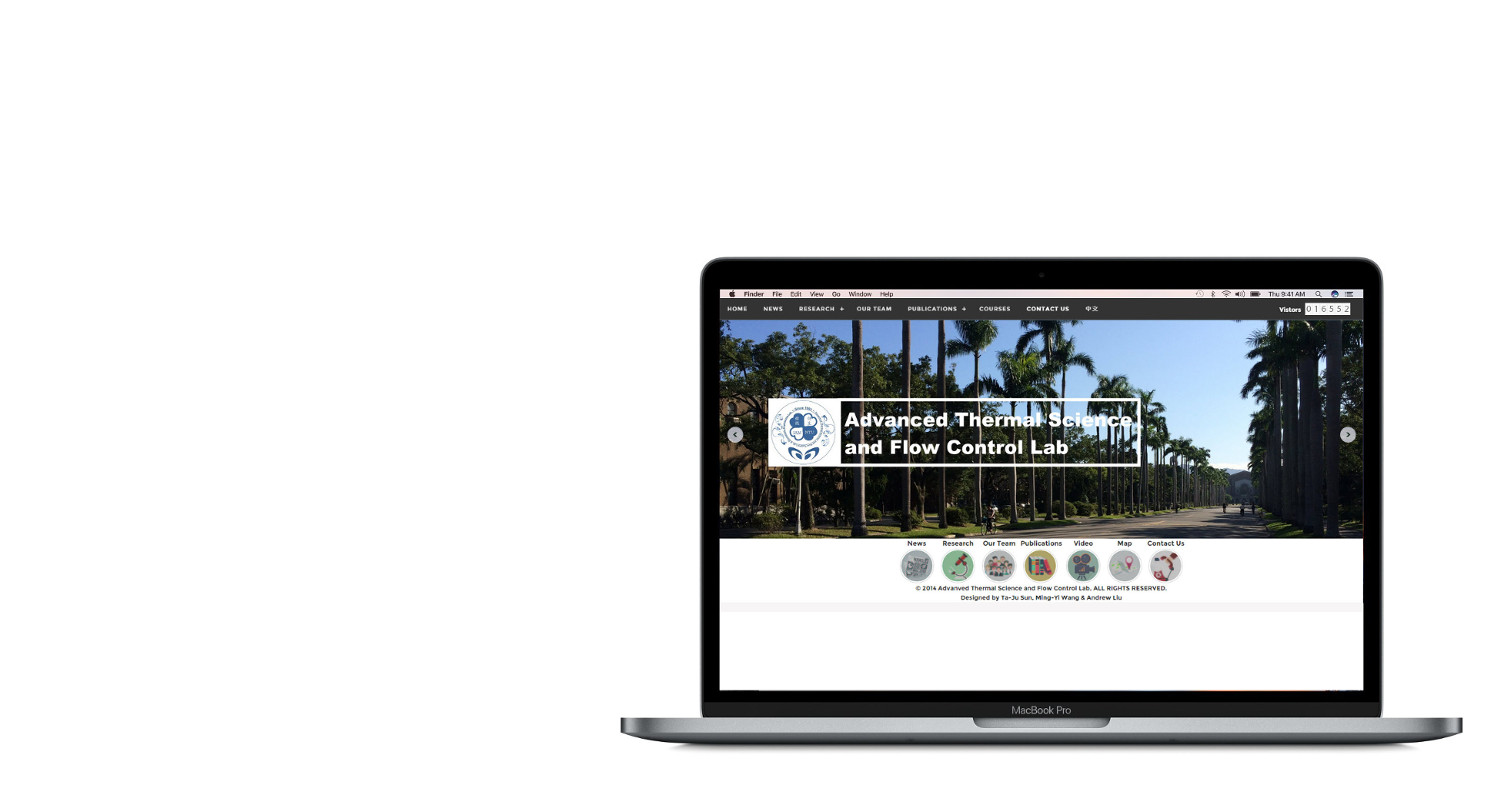 Finder File Edit View Go Window Help Thu 9:41 AM
HOME NEWS RESEARCH + OUR TEAM PUBLICATIONS + COURSES CONTACT US 中文 Vistors 016552
Advanced Thermal Science
and Flow Control Lab
News Research Our Team Publications Video Map Contact Us
© 2014 Advanved Thermal Science and Flow Control Lab, ALL RIGHTS RESERVED.
Designed by Ta-Ju Sun, Ming-Yi Wang & Andrew Liu
MacBook Pro